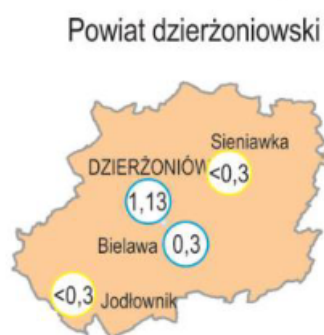 Powiat dzierżoniowski
Sieniawka
DZIERŻONIÓW
<0,3
1,13
Bielawa 0,3
<0,3 Jodłownik